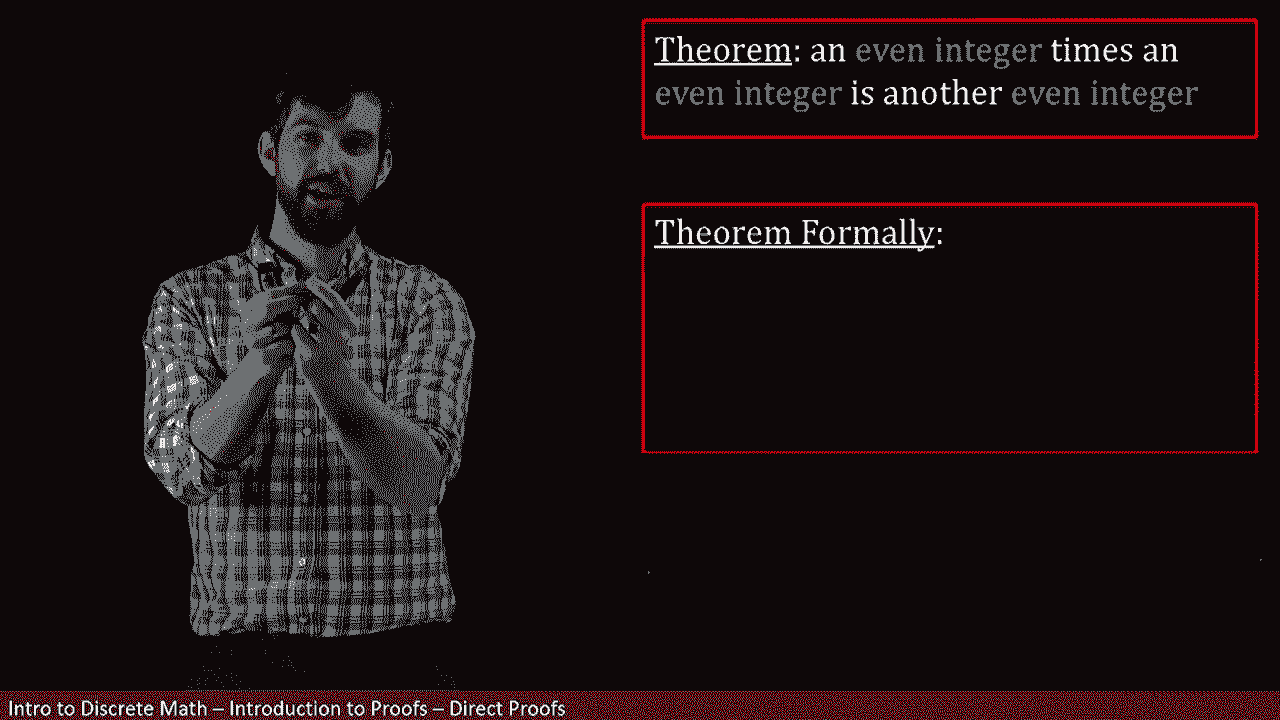 Theorem: an even integer times an
even integer is another even integer
Theorem Formally:
Intro to Discrete Math – Introduction to Proofs – Direct Proofs